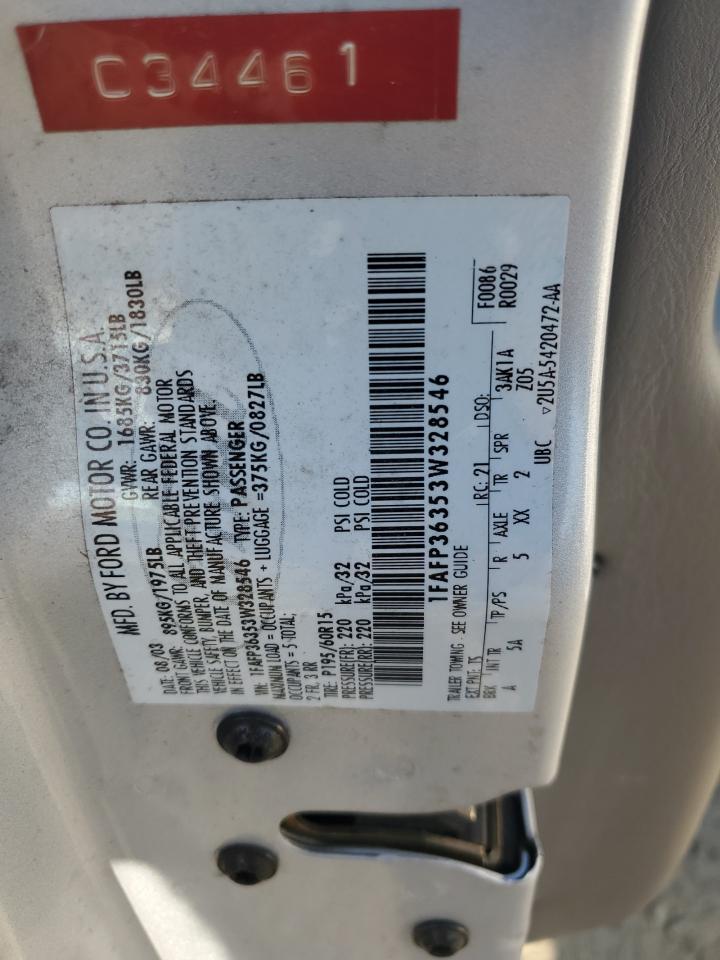 C34461
MFD. BY FORD MOTOR CO. IN U.S.A.
DATE: 08/03 GVWR: 1685KG/3715LB
FRONT GAWR: 895KG/1975LB REAR GAWR: 830KG/1830LB
THIS VEHICLE CONFORMS TO ALL APPLICABLE FEDERAL MOTOR
VEHICLE SAFETY, BUMPER, AND THEFT PREVENTION STANDARDS
IN EFFECT ON THE DATE OF MANUFACTURE SHOWN ABOVE.
VIN: 1FAFP36353W328546 TYPE: PASSENGER
MAXIMUM LOAD = OCCUPANTS + LUGGAGE =375KG/0827LB
OCCUPANTS = 5 TOTAL;
2 FR, 3 RR
TIRE: P195/60R15
PRESSURE(FR): 220 kPa/32 PSI COLD
PRESSURE(RR): 220 kPa/32 PSI COLD
1FAFP36353W328546
F0086
R0029
TRAILER TOWING - SEE OWNER GUIDE
EXT PNT: TS RC: 21 DSO:
BRK INT TR TP/PS R AXLE TR SPR 3AK1A
A 5A 5 XX 2 Z05
UBC ▽2U5A-5420472-AA